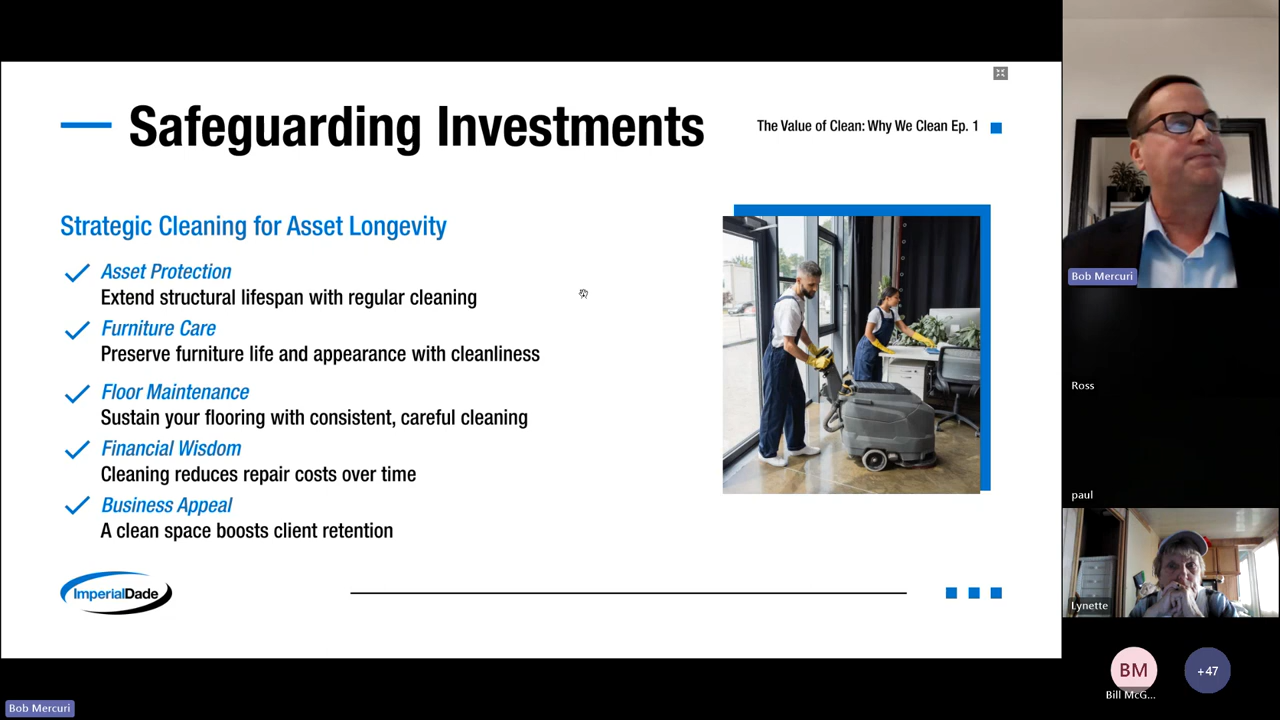 Safeguarding Investments
The Value of Clean: Why We Clean Ep. 1
Strategic Cleaning for Asset Longevity
Asset Protection
Extend structural lifespan with regular cleaning
Furniture Care
Preserve furniture life and appearance with cleanliness
Floor Maintenance
Sustain your flooring with consistent, careful cleaning
Financial Wisdom
Cleaning reduces repair costs over time
Business Appeal
A clean space boosts client retention
ImperialDade
Bob Mercuri
Bob Mercuri
Ross
paul
Lynette
BM
+47
Bill McG...